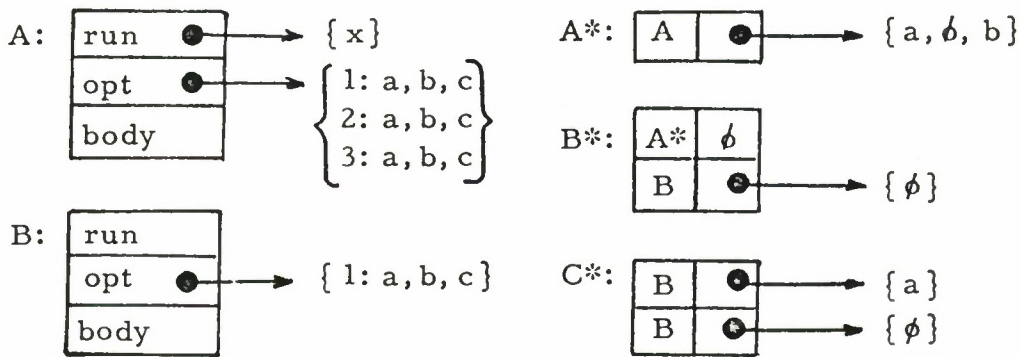 A: run {x}
opt 1: a, b, c
2: a, b, c
body 3: a, b, c
B: run
opt {1: a, b, c}
body
A*: A {a, ϕ, b}
B*: A* ϕ
B {ϕ}
C*: B {a}
B {ϕ}